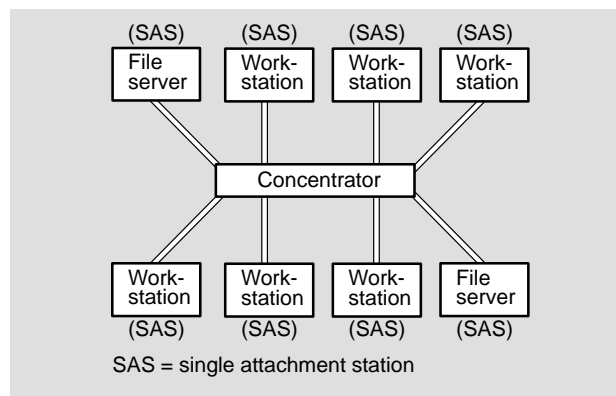 (SAS) (SAS) (SAS) (SAS)
File Work- Work- Work-
server station station station
Concentrator
Work- Work- Work- File
station station station server
(SAS) (SAS) (SAS) (SAS)
SAS = single attachment station